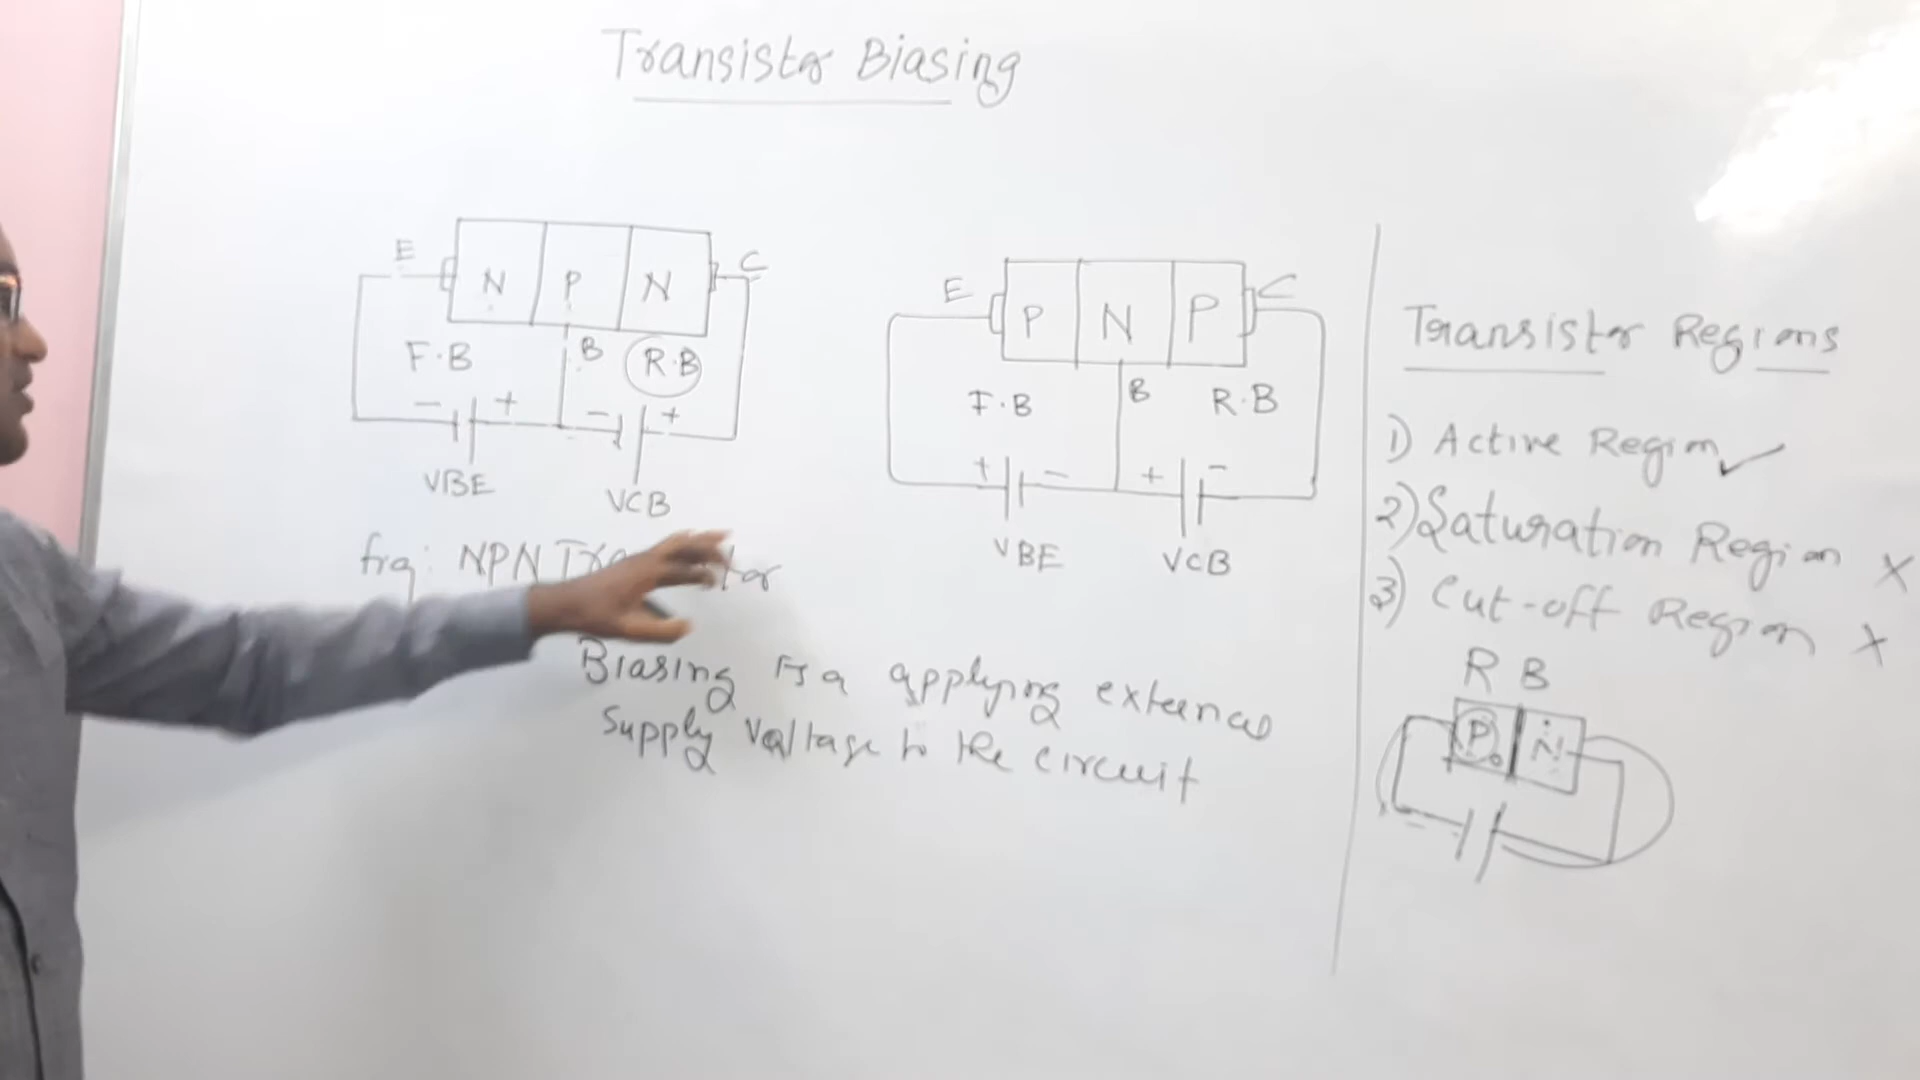 Transistor Biasing
E N P N C
F.B B R.B
- + - +
VBE VCB
fig: NPN
E P N P C
F.B B R.B
+ - + -
VBE VCB
Biasing is a applying external
Supply voltage to the circuit
Transistor Regions
1) Active Region ✓
2) Saturation Region X
3) Cut-off Region X
R B
P N